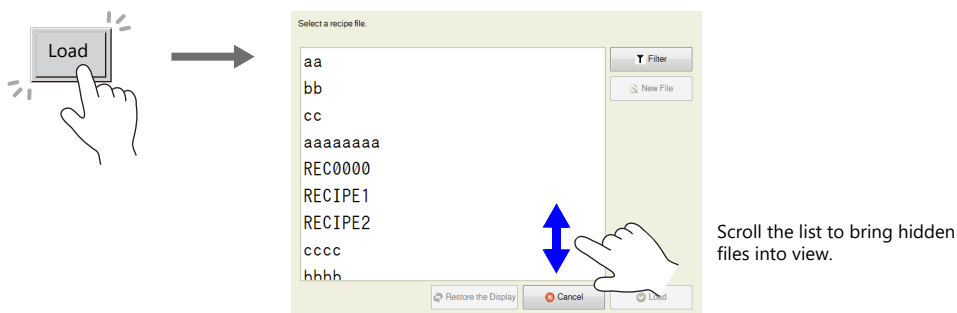 Load
Select a recipe file.
aa
bb
cc
aaaaaaaa
REC0000
RECIPE1
RECIPE2
cccc
bbbb
Filter
New File
Restore the Display
Cancel
Load
Scroll the list to bring hidden
files into view.